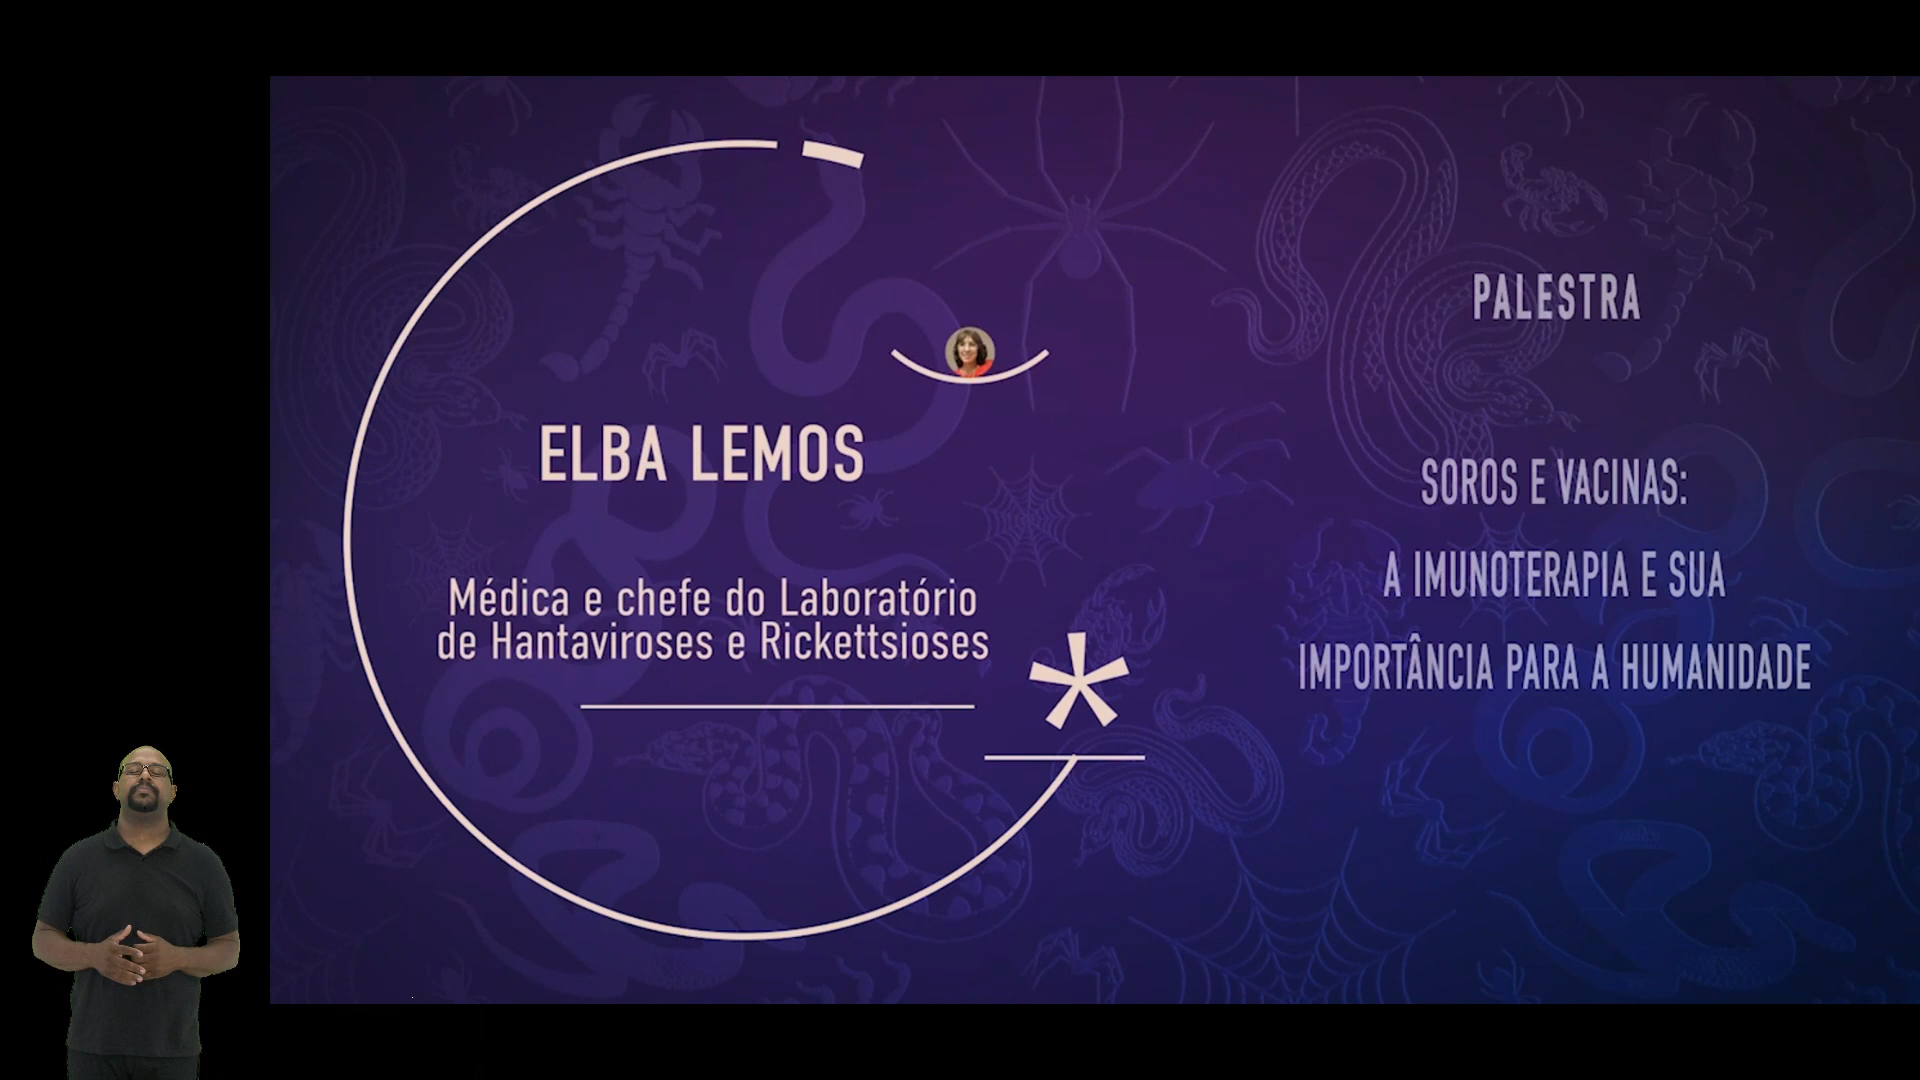 ELBA LEMOS
Médica e chefe do Laboratório
de Hantaviroses e Rickettsioses
*
PALESTRA
SOROS E VACINAS:
A IMUNOTERAPIA E SUA
IMPORTÂNCIA PARA A HUMANIDADE